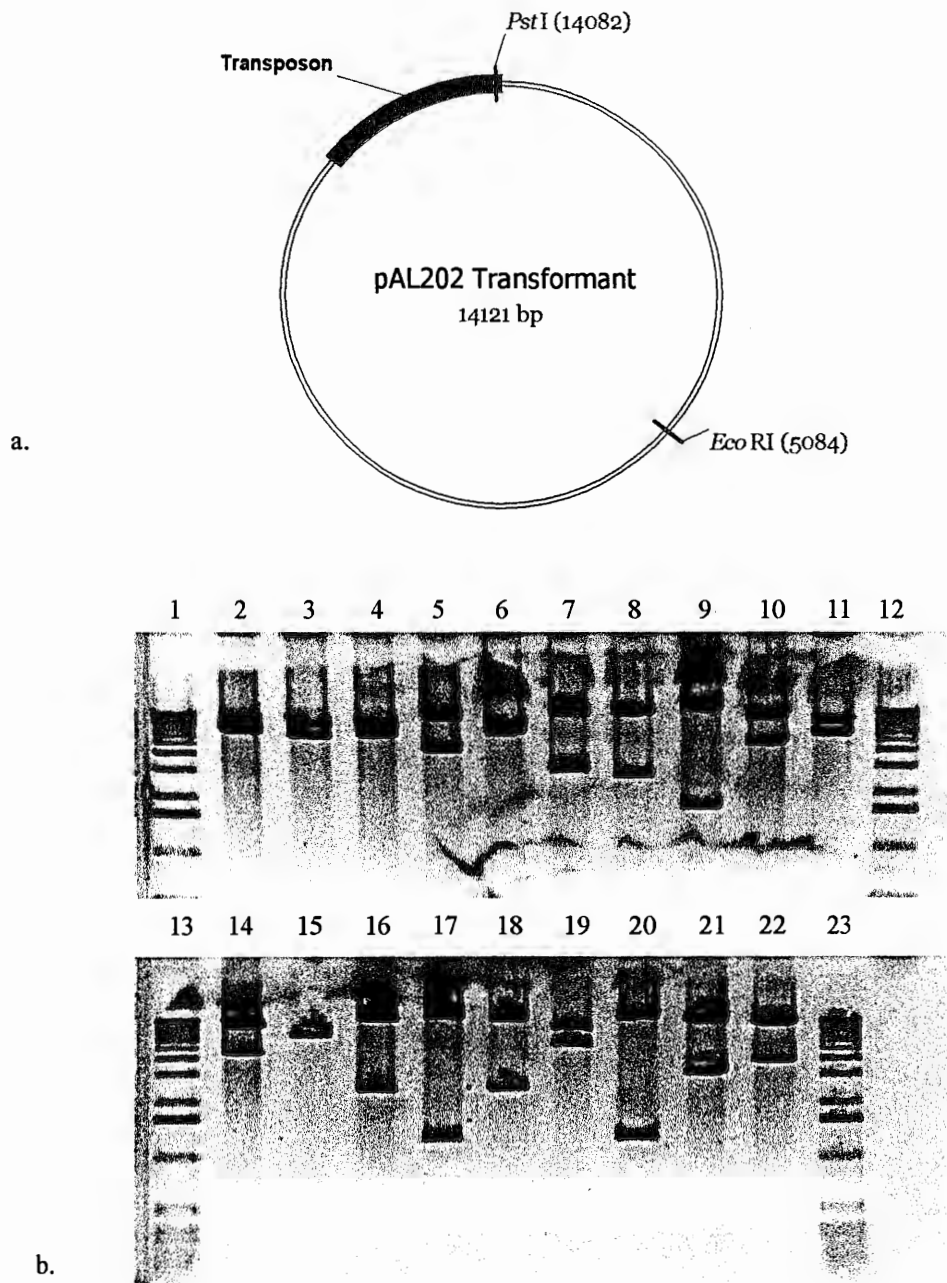 PstI (14082)
Transposon
pAL202 Transformant
14121 bp
a.
EcoRI (5084)
1 2 3 4 5 6 7 8 9 10 11 12
13 14 15 16 17 18 19 20 21 22 23
b.